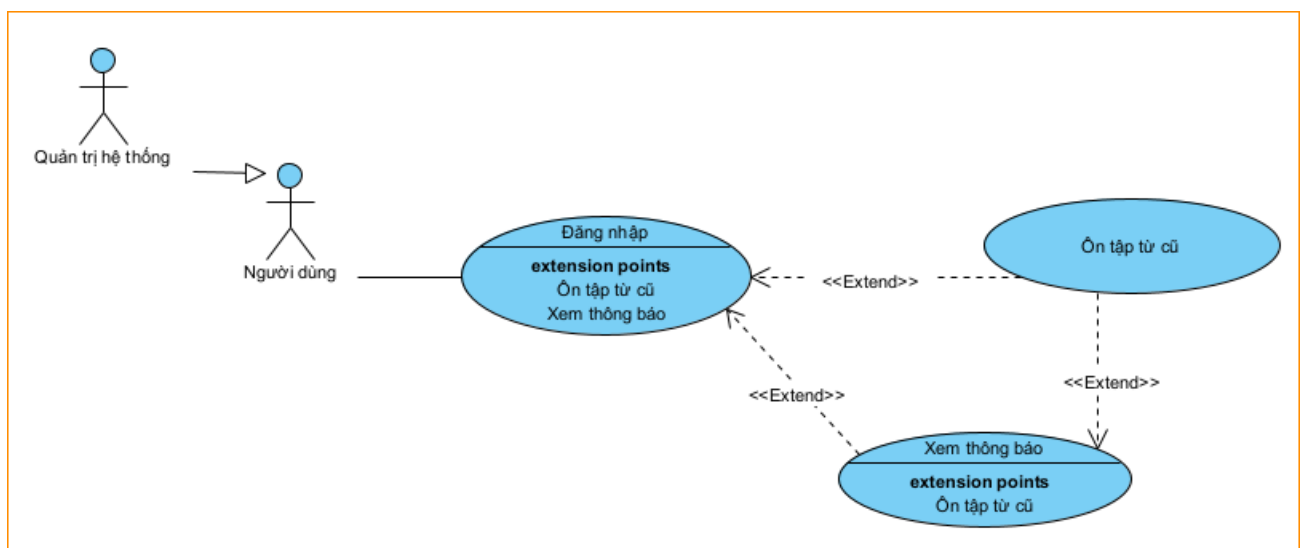 Quản trị hệ thống
Người dùng
Đăng nhập
extension points
Ôn tập từ cũ
Xem thông báo
<<Extend>>
Ôn tập từ cũ
<<Extend>>
<<Extend>>
Xem thông báo
extension points
Ôn tập từ cũ